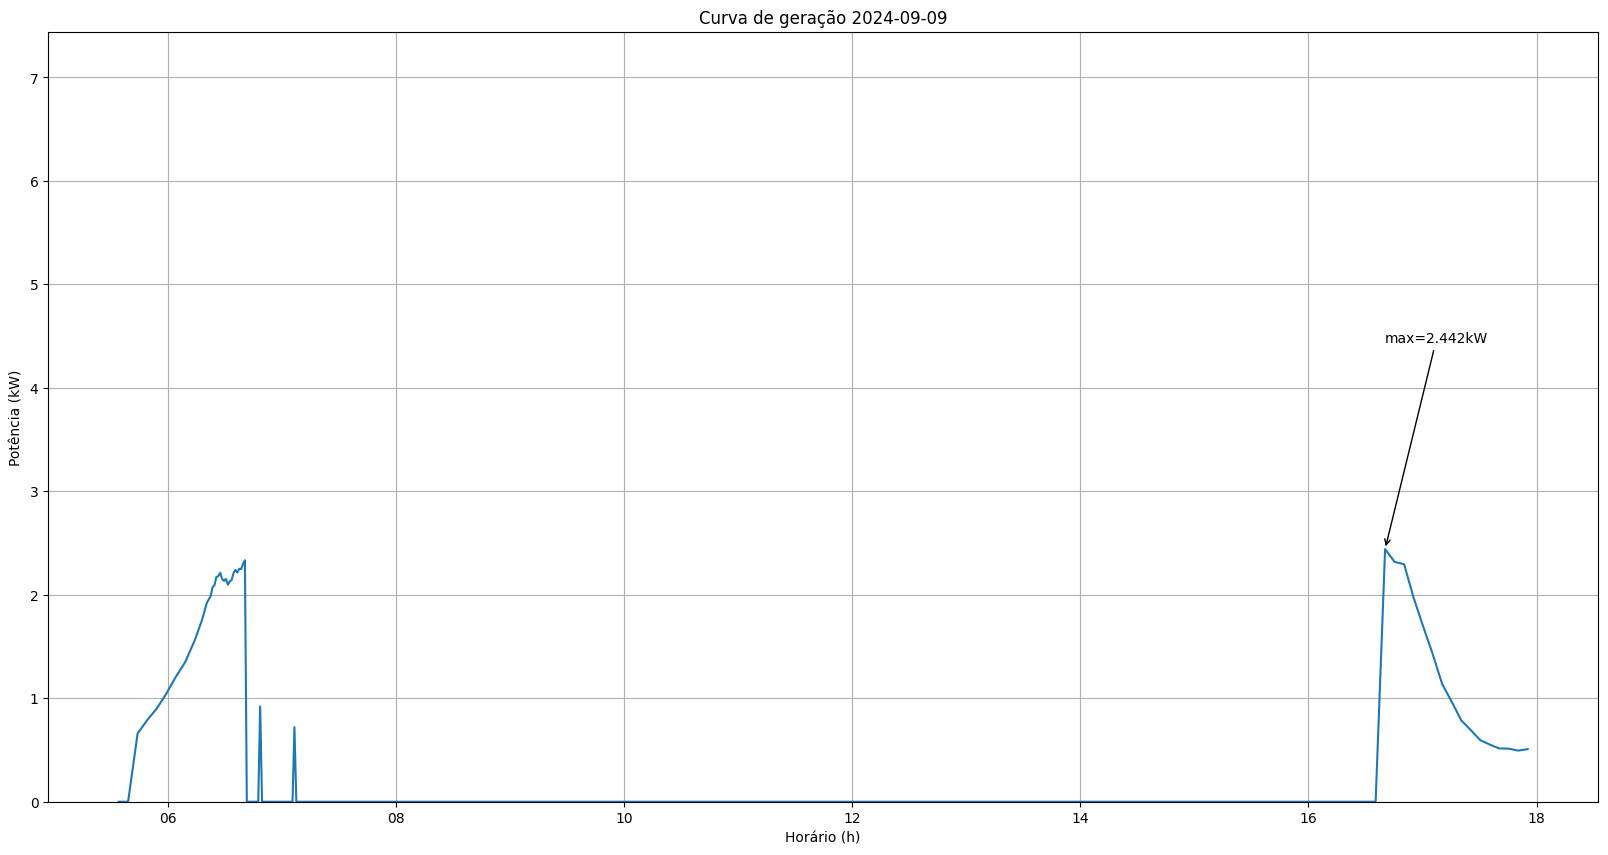 Curva de geração 2024-09-09
7
6
5
4
3
2
1
0
Potência (kW)
max=2.442kW
06 08 10 12 14 16 18
Horário (h)